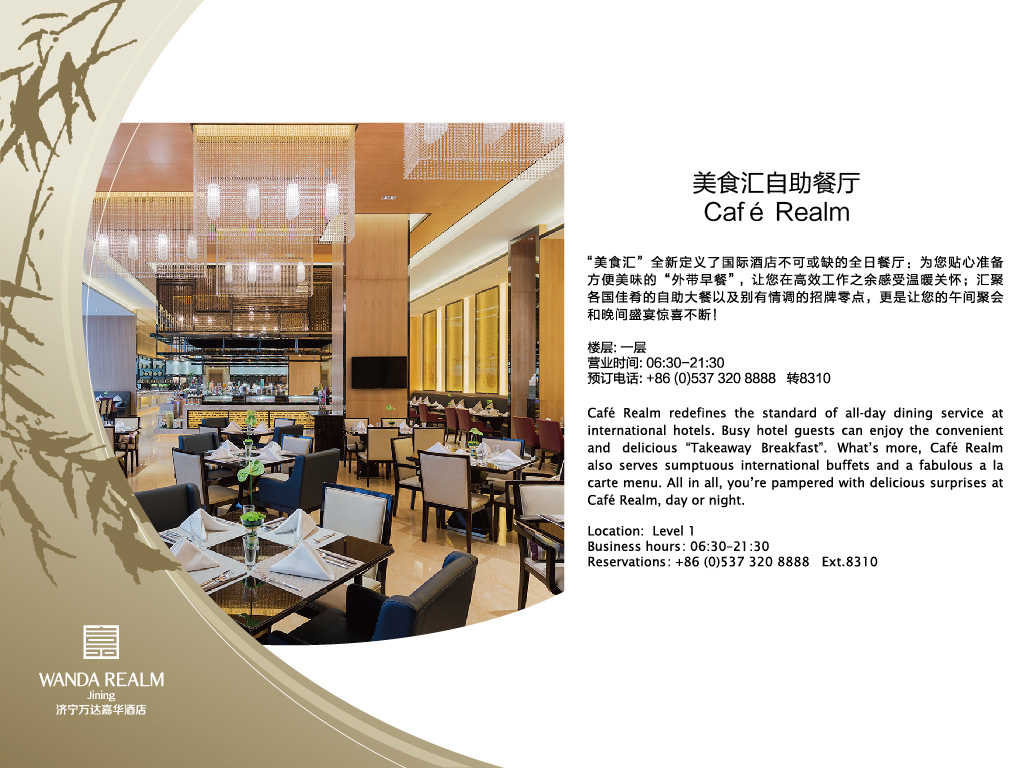 美食汇自助餐厅
Café Realm
“美食汇”全新定义了国际酒店不可或缺的全日餐厅；为您贴心准备
方便美味的“外带早餐”，让您在高效工作之余感受温暖关怀；汇聚
各国佳肴的自助大餐以及别有情调的招牌零点，更是让您的午间聚会
和晚间盛宴惊喜不断！
楼层: 一层
营业时间: 06:30-21:30
预订电话: +86 (0)537 320 8888 转8310
Café Realm redefines the standard of all-day dining service at
international hotels. Busy hotel guests can enjoy the convenient
and delicious “Takeaway Breakfast”. What’s more, Café Realm
also serves sumptuous international buffets and a fabulous a la
carte menu. All in all, you’re pampered with delicious surprises at
Café Realm, day or night.
Location: Level 1
Business hours: 06:30-21:30
Reservations: +86 (0)537 320 8888 Ext.8310
WANDA REALM
Jining
济宁万达嘉华酒店